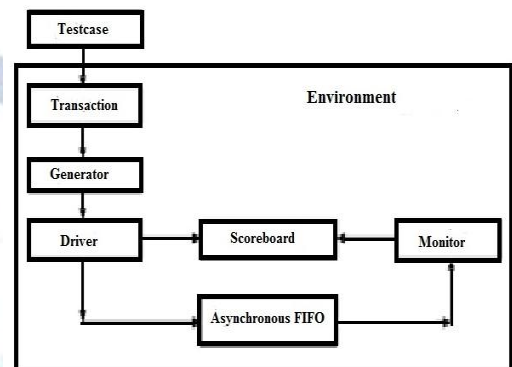 Testcase
Transaction
Environment
Generator
Driver
Scoreboard
Monitor
Asynchronous FIFO